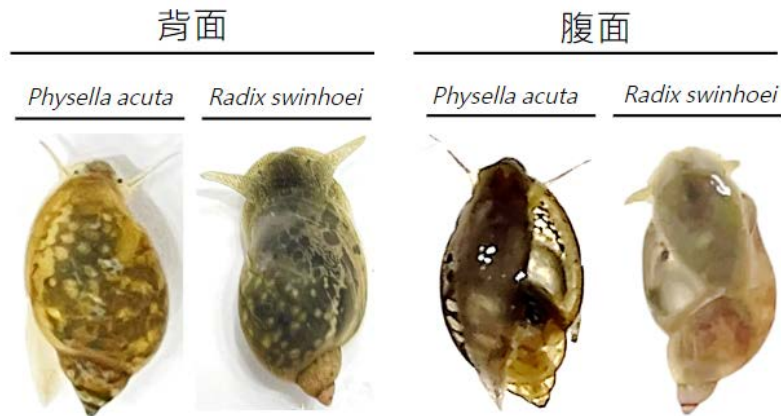 背面 腹面
Physella acuta Radix swinhoei Physella acuta Radix swinhoei